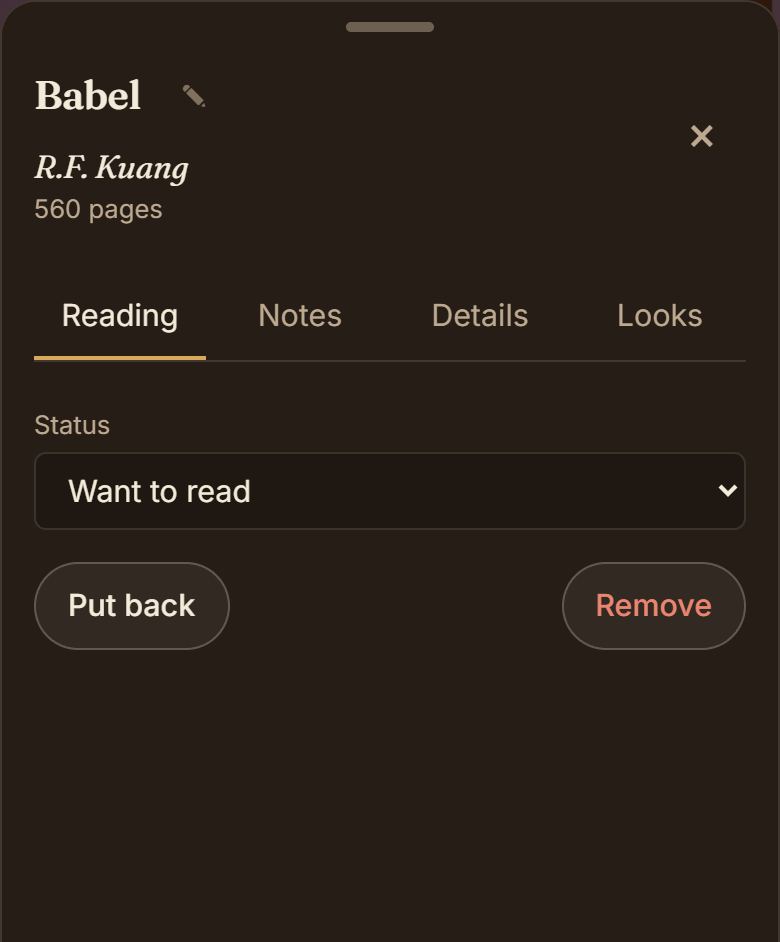 Babel
R.F. Kuang
560 pages
Reading Notes Details Looks
Status
Want to read
Put back Remove